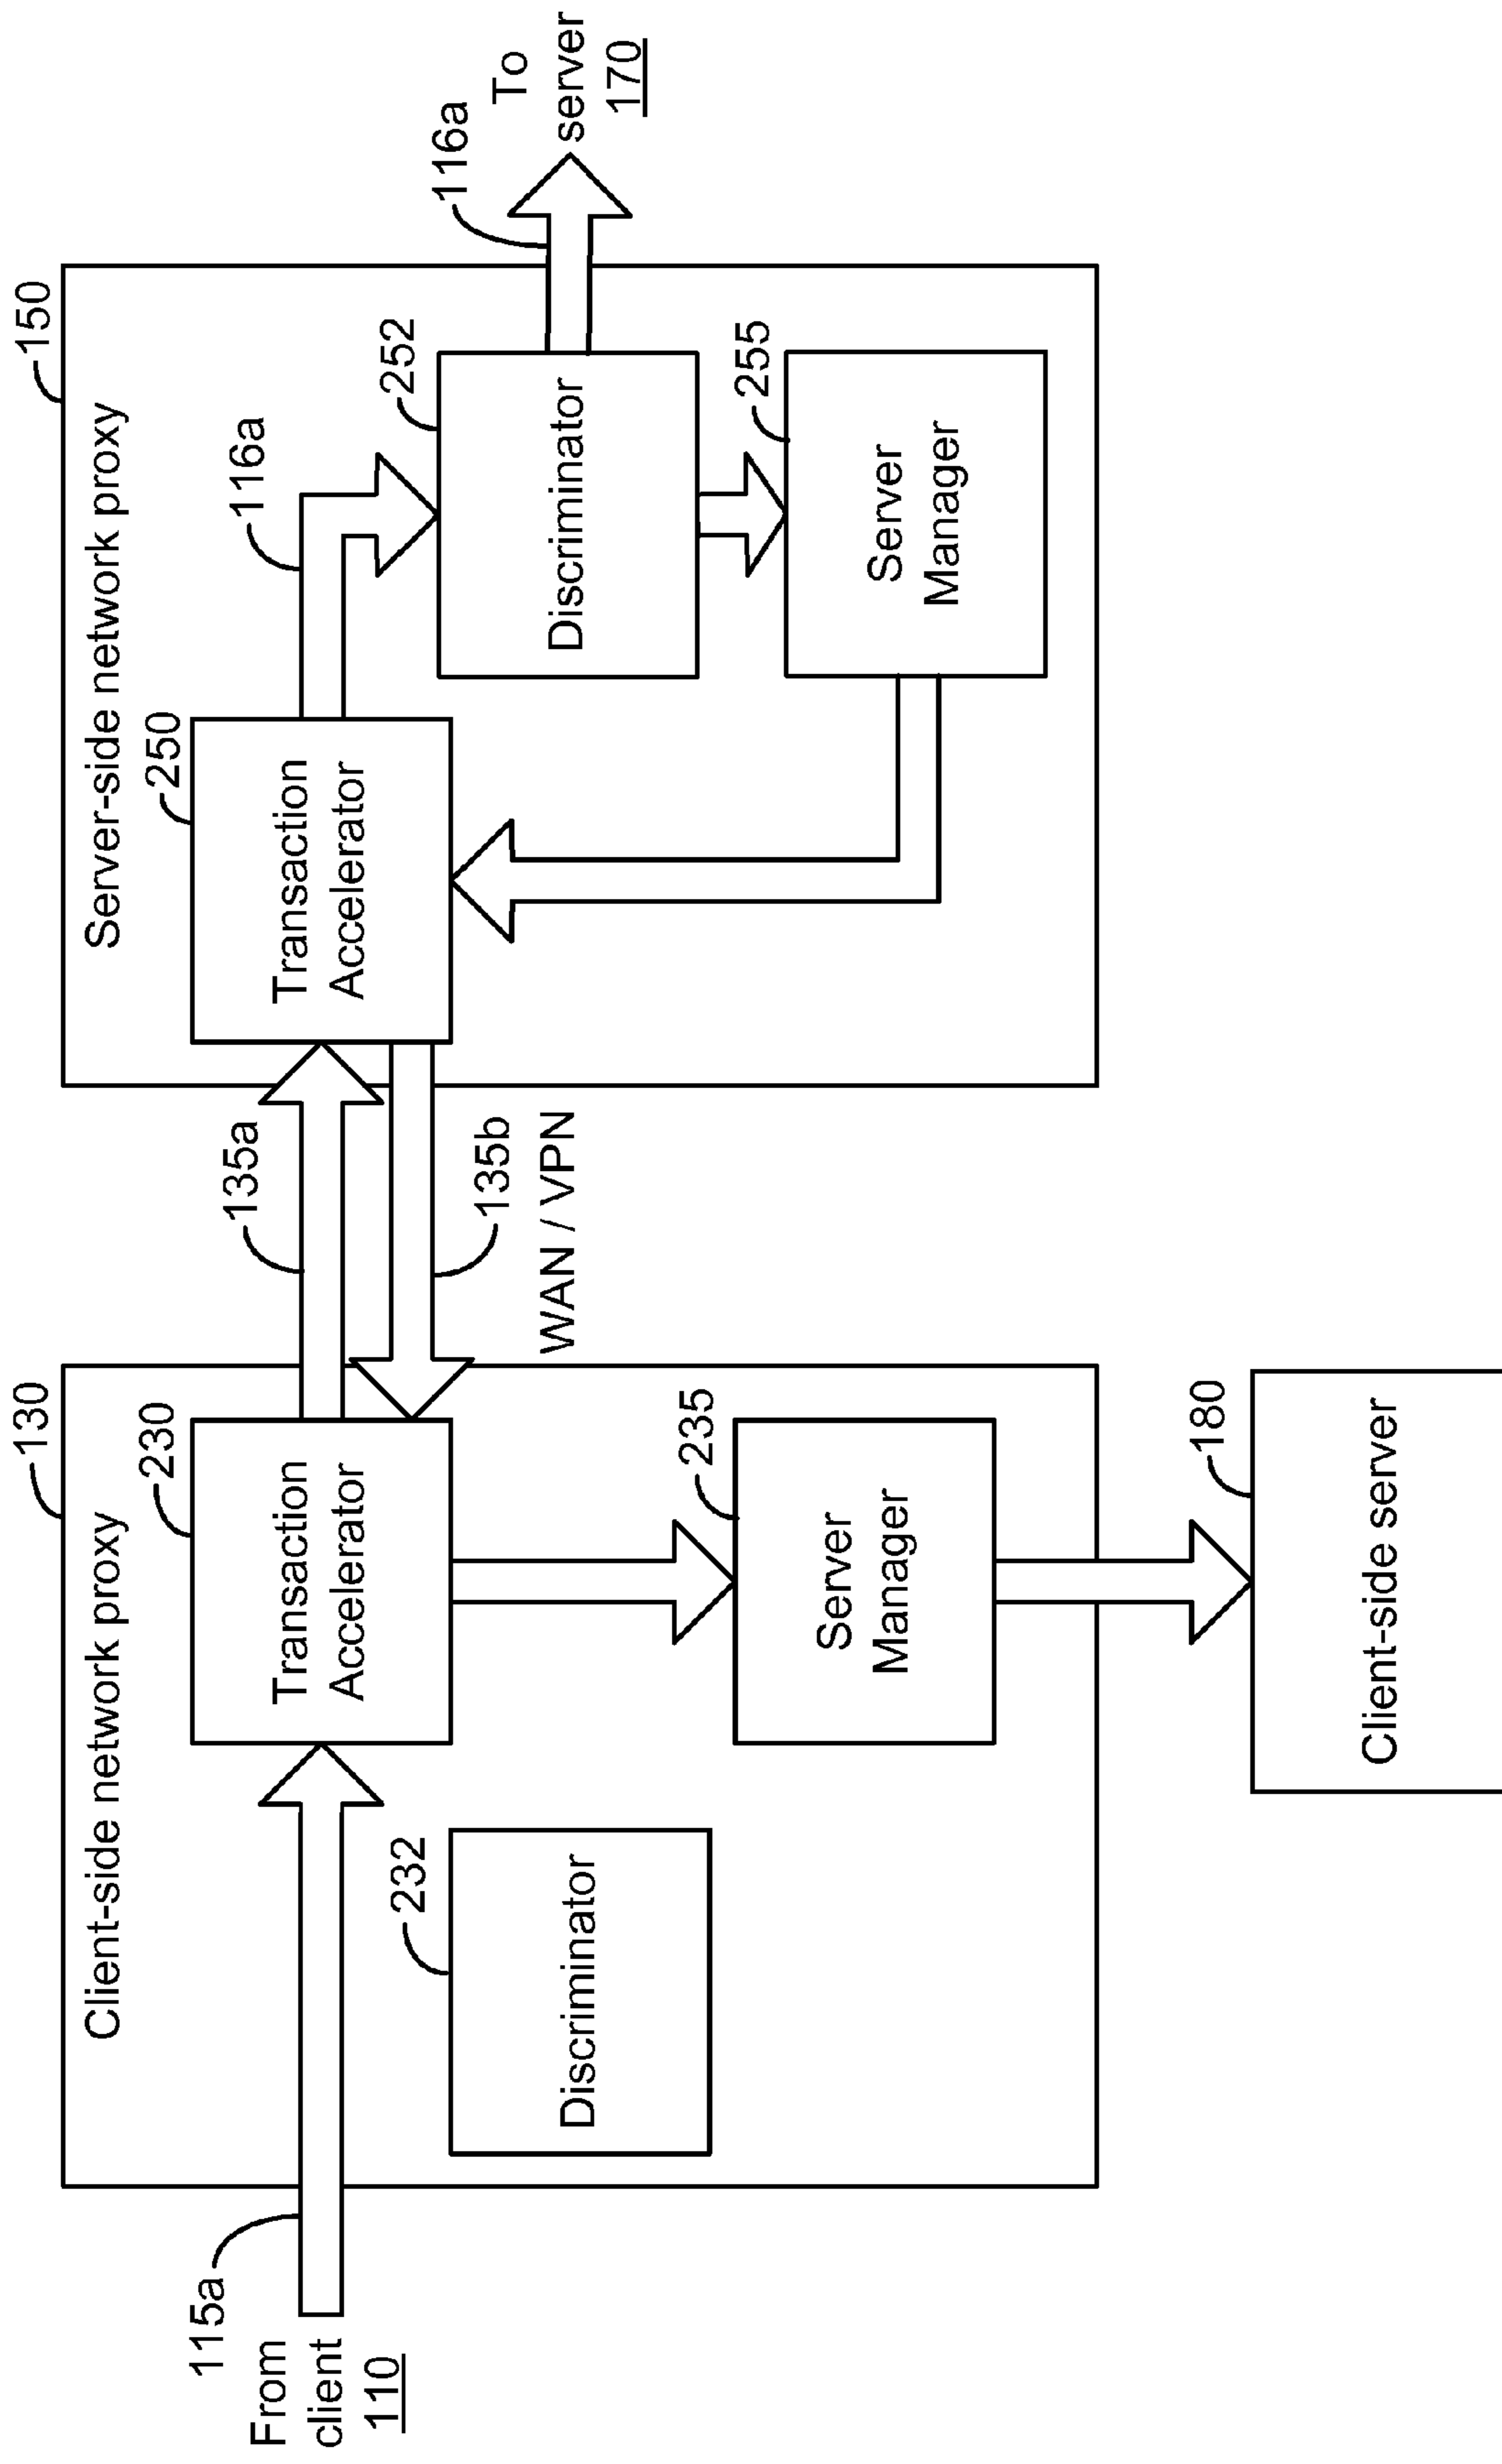 Client-side network proxy
130
Server-side network proxy
150
From
client
110
115a
230
Transaction
Accelerator
232
Discriminator
235
Server
Manager
180
Client-side server
135a
135b
WAN / VPN
250
Transaction
Accelerator
116a
252
Discriminator
255
Server
Manager
116a
To
server
170